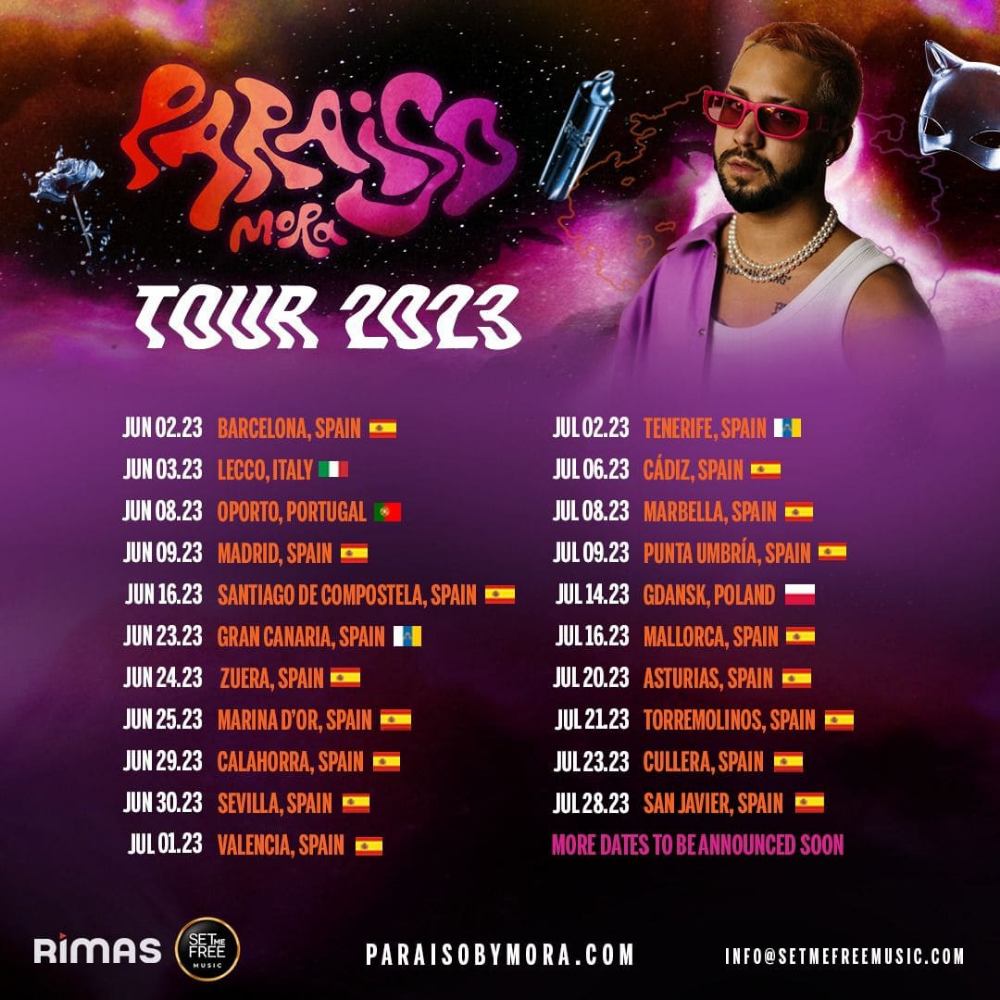 PARAISO
MORA
TOUR 2023
JUN 02.23 BARCELONA, SPAIN
JUN 03.23 LECCO, ITALY
JUN 08.23 OPORTO, PORTUGAL
JUN 09.23 MADRID, SPAIN
JUN 16.23 SANTIAGO DE COMPOSTELA, SPAIN
JUN 23.23 GRAN CANARIA, SPAIN
JUN 24.23 ZUERA, SPAIN
JUN 25.23 MARINA D'OR, SPAIN
JUN 29.23 CALAHORRA, SPAIN
JUN 30.23 SEVILLA, SPAIN
JUL 01.23 VALENCIA, SPAIN
JUL 02.23 TENERIFE, SPAIN
JUL 06.23 CÁDIZ, SPAIN
JUL 08.23 MARBELLA, SPAIN
JUL 09.23 PUNTA UMBRÍA, SPAIN
JUL 14.23 GDANSK, POLAND
JUL 16.23 MALLORCA, SPAIN
JUL 20.23 ASTURIAS, SPAIN
JUL 21.23 TORREMOLINOS, SPAIN
JUL 23.23 CULLERA, SPAIN
JUL 28.23 SAN JAVIER, SPAIN
MORE DATES TO BE ANNOUNCED SOON
RIMAS
SET ME
FREE
MUSIC
PARAISOBYMORA.COM
INFO@SETMEFREEMUSIC.COM